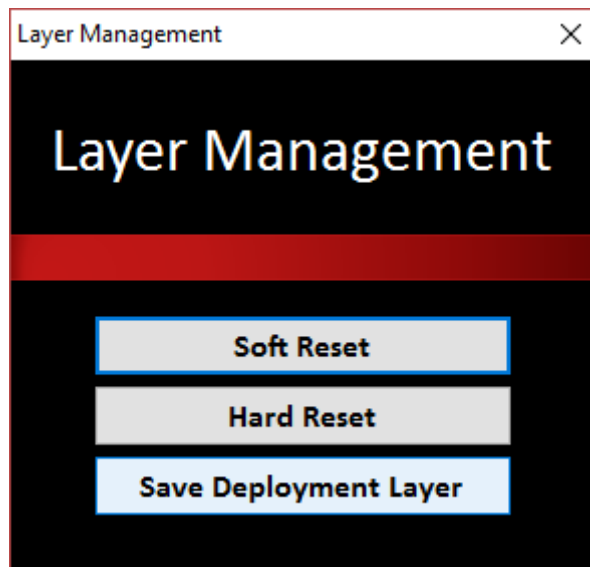 Layer Management
Layer Management
Soft Reset
Hard Reset
Save Deployment Layer